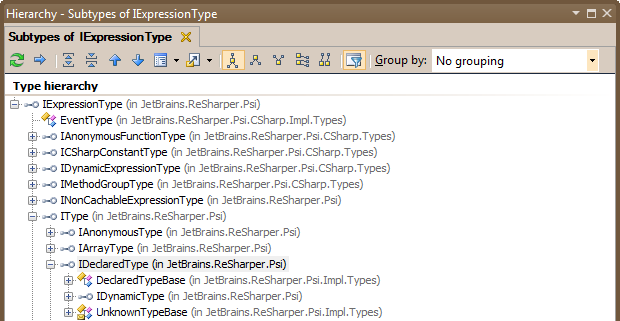 Hierarchy - Subtypes of IExpressionType
Subtypes of IExpressionType
Group by: No grouping
Type hierarchy
IExpressionType (in JetBrains.ReSharper.Psi)
EventType (in JetBrains.ReSharper.Psi.CSharp.Impl.Types)
IAnonymousFunctionType (in JetBrains.ReSharper.Psi.CSharp.Types)
ICSharpConstantType (in JetBrains.ReSharper.Psi.CSharp.Types)
IDynamicExpressionType (in JetBrains.ReSharper.Psi.CSharp.Types)
IMethodGroupType (in JetBrains.ReSharper.Psi.CSharp.Types)
INonCachableExpressionType (in JetBrains.ReSharper.Psi)
IType (in JetBrains.ReSharper.Psi)
IAnonymousType (in JetBrains.ReSharper.Psi)
IArrayType (in JetBrains.ReSharper.Psi)
IDeclaredType (in JetBrains.ReSharper.Psi)
DeclaredTypeBase (in JetBrains.ReSharper.Psi.Impl.Types)
IDynamicType (in JetBrains.ReSharper.Psi)
UnknownTypeBase (in JetBrains.ReSharper.Psi.Impl.Types)